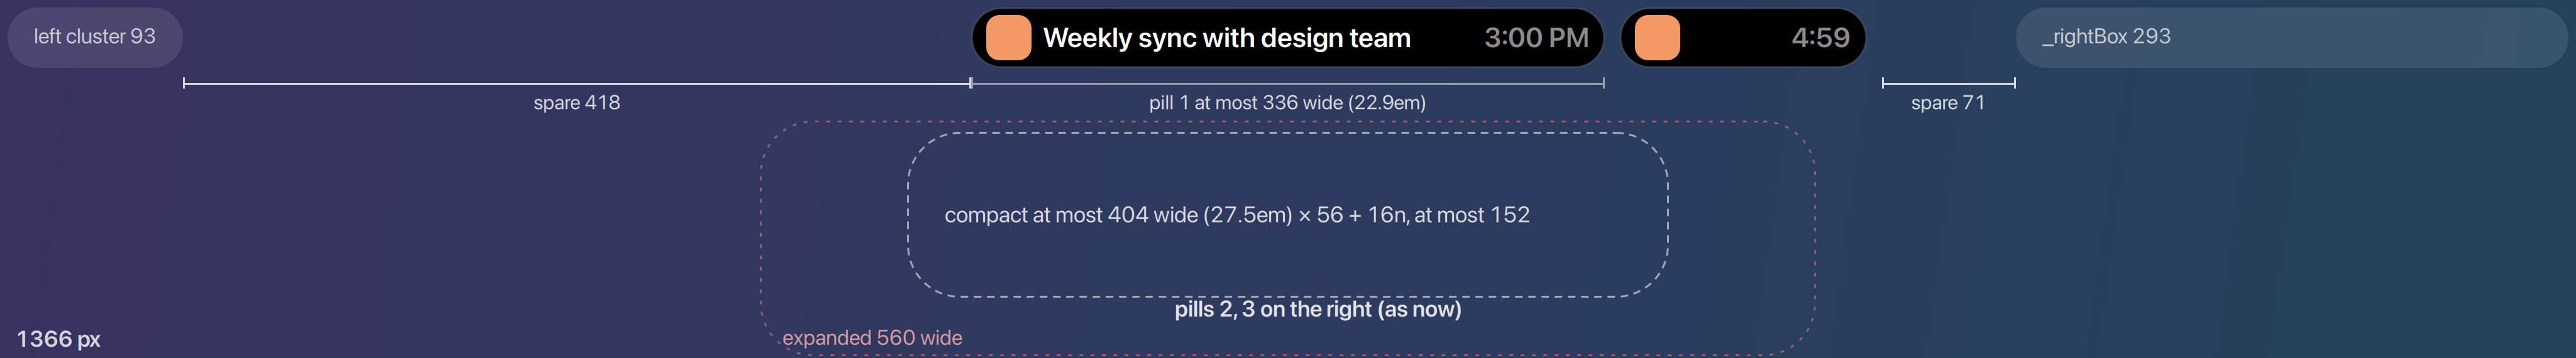 left cluster 93
Weekly sync with design team 3:00 PM
4:59
_rightBox 293
spare 418
pill 1 at most 336 wide (22.9em)
spare 71
compact at most 404 wide (27.5em) × 56 + 16n, at most 152
pills 2, 3 on the right (as now)
expanded 560 wide
1366 px